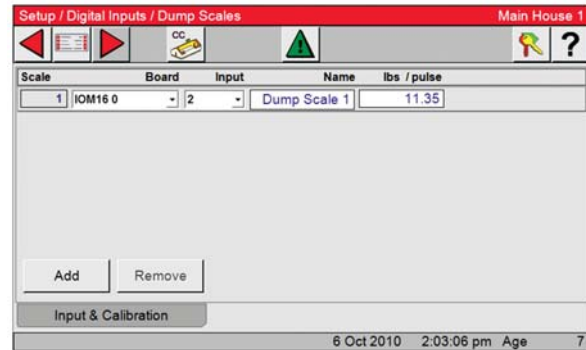 Setup / Digital Inputs / Dump Scales Main House 1
CC
?
Scale Board Input Name lbs / pulse
1 IOM16 0 2 Dump Scale 1 11.35
Add Remove
Input & Calibration
6 Oct 2010 2:03:06 pm Age 7